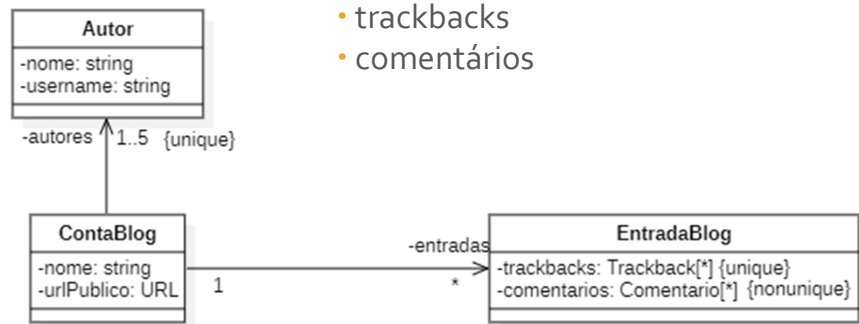 • trackbacks
• comentários
Autor
-nome: string
-username: string
-autores 1..5 {unique}
ContaBlog
-nome: string
-urlPublico: URL
1
-entradas
*
EntradaBlog
-trackbacks: Trackback[*] {unique}
-comentarios: Comentario[*] {nonunique}